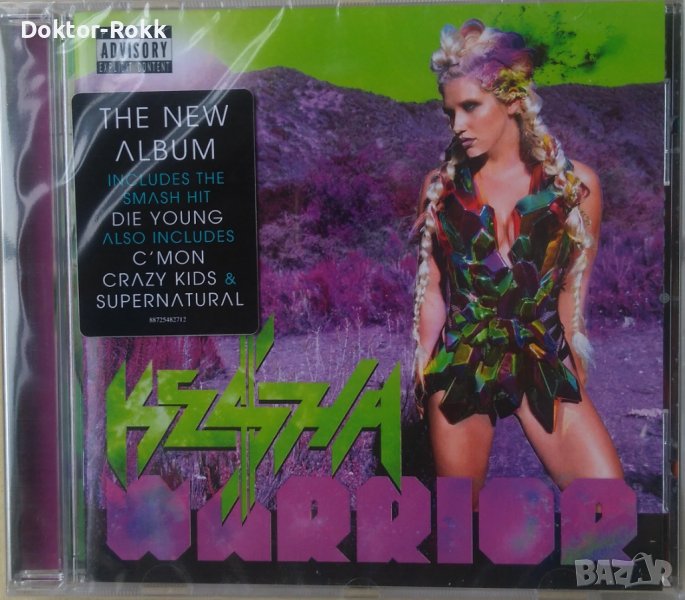 Doktor-Rokk
ADVISORY
EXPLICIT CONTENT
THE NEW
ALBUM
INCLUDES THE
SMASH HIT
DIE YOUNG
ALSO INCLUDES
C'MON
CRAZY KIDS &
SUPERNATURAL
88725482712
KE$HA
WARRIOR
BAZAR